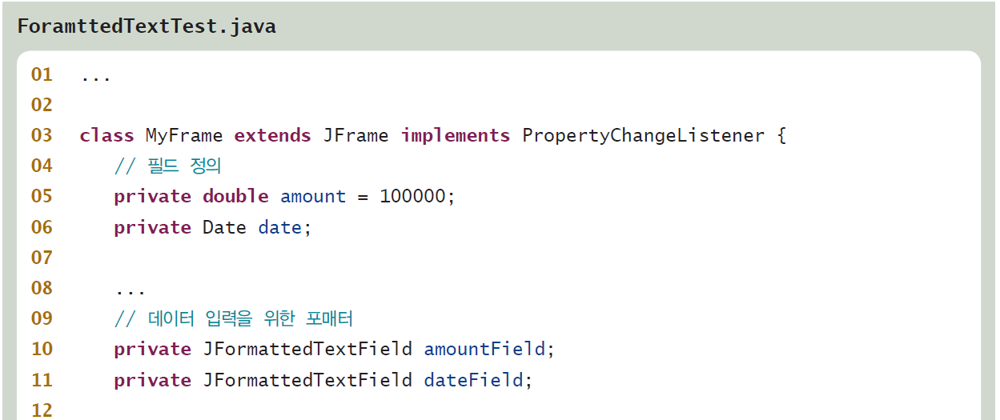 ForamttedTextTest.java
01 ...
02
03 class MyFrame extends JFrame implements PropertyChangeListener {
04 // 필드 정의
05 private double amount = 100000;
06 private Date date;
07
08 ...
09 // 데이터 입력을 위한 포매터
10 private JFormattedTextField amountField;
11 private JFormattedTextField dateField;
12